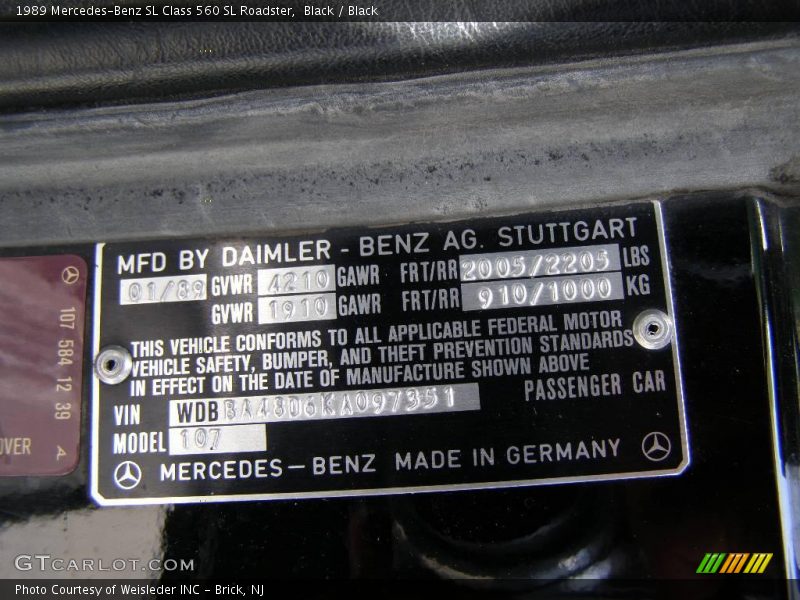 1989 Mercedes-Benz SL Class 560 SL Roadster, Black / Black
MFD BY DAIMLER - BENZ AG. STUTTGART
01/89 GVWR 4210 GAWR FRT/RR 2005/2205 LBS
GVWR 1910 GAWR FRT/RR 910/1000 KG
THIS VEHICLE CONFORMS TO ALL APPLICABLE FEDERAL MOTOR
VEHICLE SAFETY, BUMPER, AND THEFT PREVENTION STANDARDS
IN EFFECT ON THE DATE OF MANUFACTURE SHOWN ABOVE
PASSENGER CAR
VIN WDBBA48D6KA097351
MODEL 107
MERCEDES-BENZ MADE IN GERMANY
107 584 12 39 A
OVER
GTCARLOT.COM
Photo Courtesy of Weisleder INC - Brick, NJ